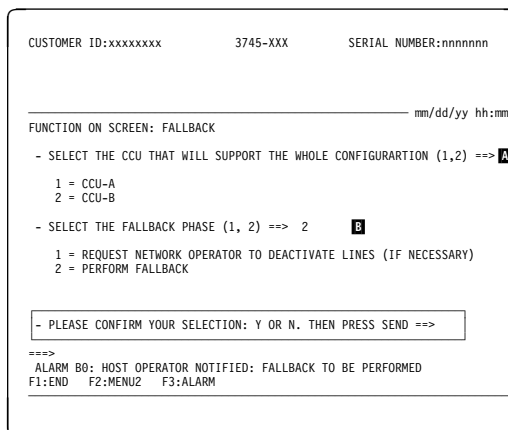 CUSTOMER ID:xxxxxxxx 3745-XXX SERIAL NUMBER:nnnnnnn
mm/dd/yy hh:mm
FUNCTION ON SCREEN: FALLBACK
- SELECT THE CCU THAT WILL SUPPORT THE WHOLE CONFIGURARTION (1,2) ==> A
1 = CCU-A
2 = CCU-B
- SELECT THE FALLBACK PHASE (1, 2) ==> 2 B
1 = REQUEST NETWORK OPERATOR TO DEACTIVATE LINES (IF NECESSARY)
2 = PERFORM FALLBACK
- PLEASE CONFIRM YOUR SELECTION: Y OR N. THEN PRESS SEND ==>
===>
ALARM B0: HOST OPERATOR NOTIFIED: FALLBACK TO BE PERFORMED
F1:END F2:MENU2 F3:ALARM